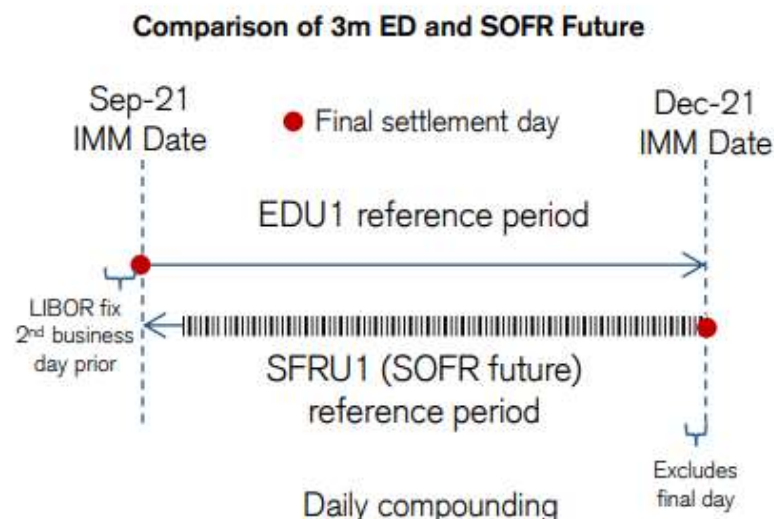 Comparison of 3m ED and SOFR Future
Sep-21
IMM Date
Final settlement day
Dec-21
IMM Date
EDU1 reference period
LIBOR fix
2nd business
day prior
SFRU1 (SOFR future)
reference period
Excludes
final day
Daily compounding